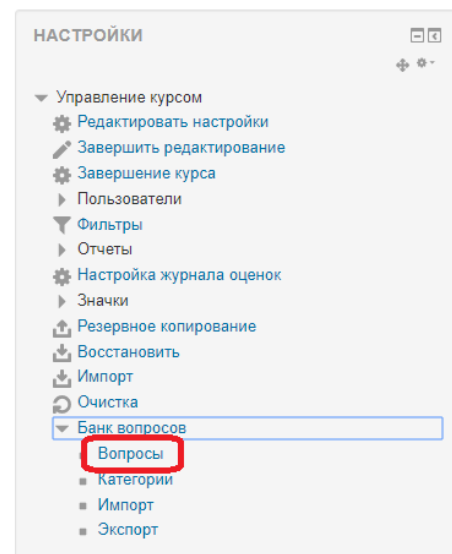 НАСТРОЙКИ
Управление курсом
Редактировать настройки
Завершить редактирование
Завершение курса
Пользователи
Фильтры
Отчеты
Настройка журнала оценок
Значки
Резервное копирование
Восстановить
Импорт
Очистка
Банк вопросов
Вопросы
Категории
Импорт
Экспорт